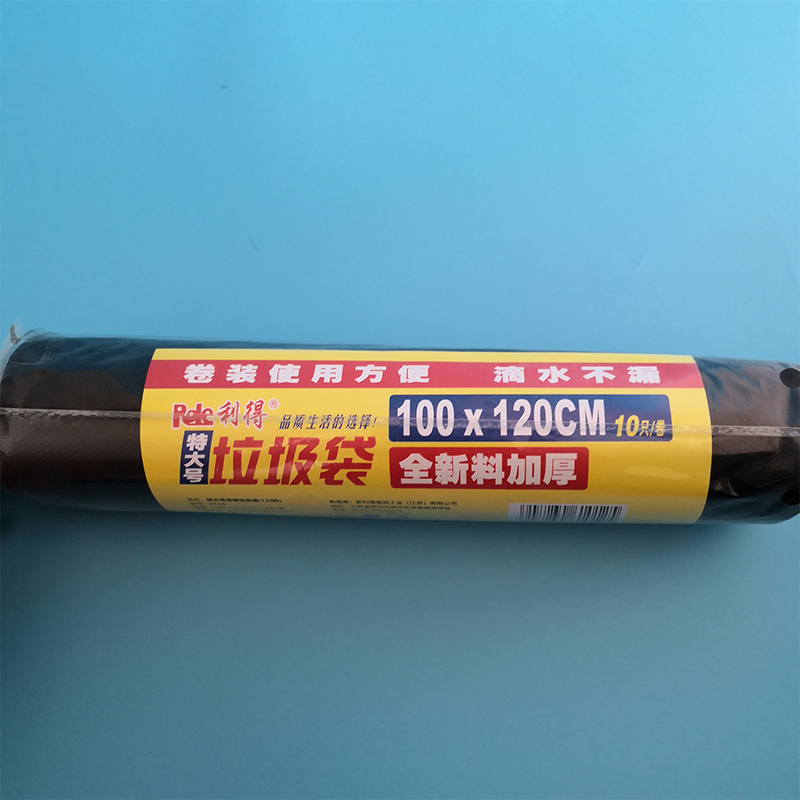 卷装使用方便 滴水不漏
利得®
品质生活的选择!
100 x 120CM
10只/卷
特大号
垃圾袋
全新料加厚